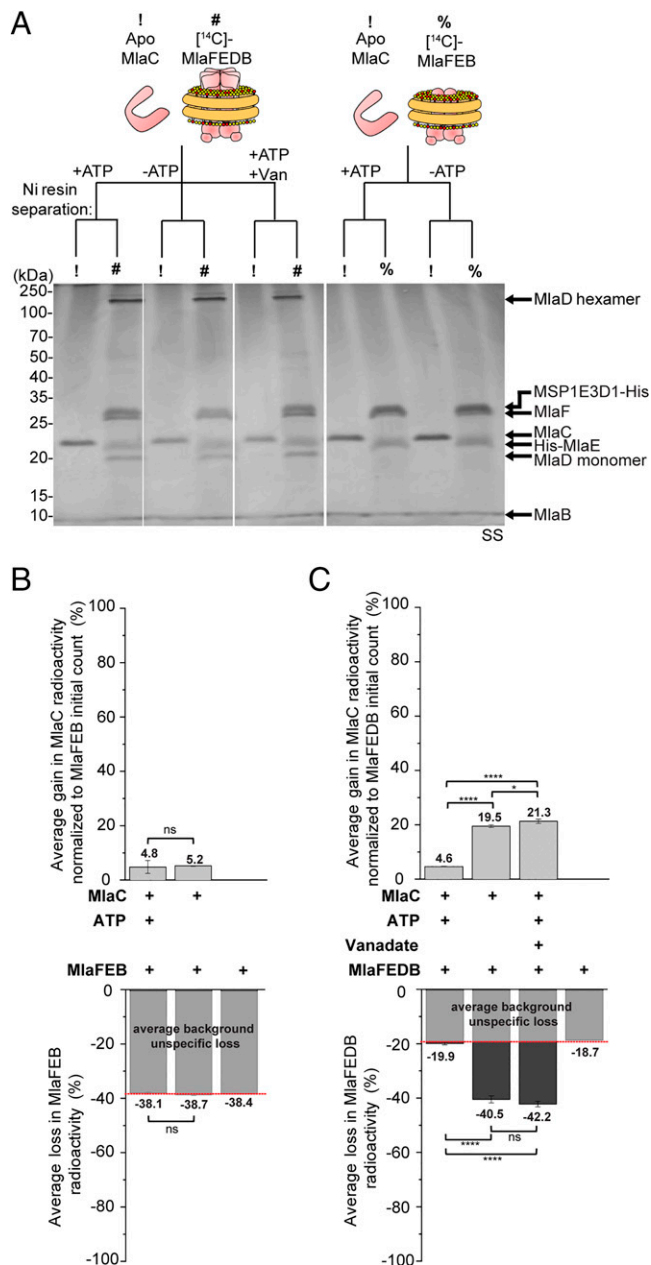 A
!
Apo
MlaC
#
[¹⁴C]-
MlaFEDB
!
Apo
MlaC
%
[¹⁴C]-
MlaFEB
+ATP -ATP +ATP
+Van
+ATP -ATP
Ni resin
separation:
(kDa) ! # ! # ! # ! % ! %
250
100
70
50
40
35
25
20
15
10
MlaD hexamer
MSP1E3D1-His
MlaF
MlaC
His-MlaE
MlaD monomer
MlaB
SS
B
Average gain in MlaC radioactivity
normalized to MlaFEB initial count (%)
100
80
60
40
20
0
ns
4.8 5.2
MlaC + +
ATP +
MlaFEB + + +
0
-20
-40
-60
-80
-100
Average loss in MlaFEB
radioactivity (%)
average background
unspecific loss
-38.1 -38.7 -38.4
ns
C
Average gain in MlaC radioactivity
normalized to MlaFEDB initial count (%)
100
80
60
40
20
0
****
**** *
4.6 19.5 21.3
MlaC + + +
ATP + +
Vanadate +
MlaFEDB + + + +
0
-20
-40
-60
-80
-100
Average loss in MlaFEDB
radioactivity (%)
average background
unspecific loss
-19.9 -40.5 -42.2 -18.7
**** ns
****